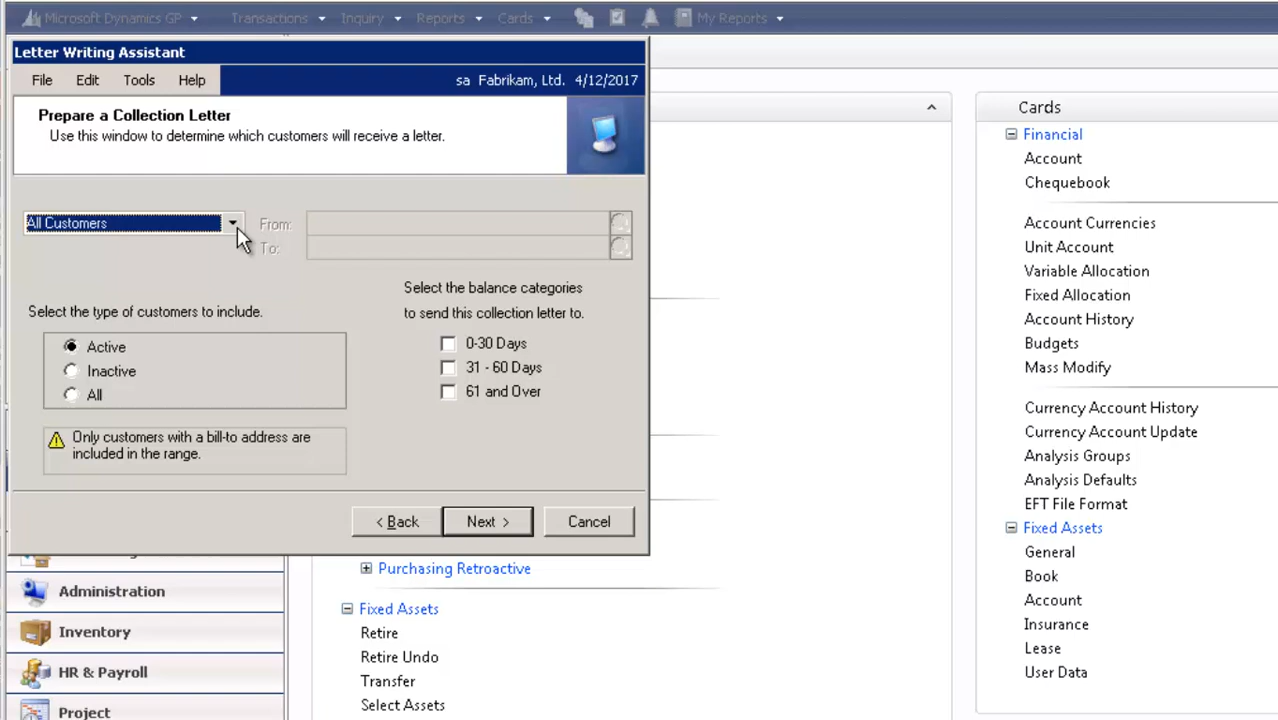 Microsoft Dynamics GP Transactions Inquiry Reports Cards My Reports
Letter Writing Assistant
File Edit Tools Help sa Fabrikam, Ltd. 4/12/2017
Prepare a Collection Letter
Use this window to determine which customers will receive a letter.
All Customers From:
To:
Select the type of customers to include.
Active
Inactive
All
Only customers with a bill-to address are
included in the range.
Select the balance categories
to send this collection letter to.
0-30 Days
31 - 60 Days
61 and Over
< Back Next > Cancel
Administration
Inventory
HR & Payroll
Project
Purchasing Retroactive
Fixed Assets
Retire
Retire Undo
Transfer
Select Assets
Cards
Financial
Account
Chequebook
Account Currencies
Unit Account
Variable Allocation
Fixed Allocation
Account History
Budgets
Mass Modify
Currency Account History
Currency Account Update
Analysis Groups
Analysis Defaults
EFT File Format
Fixed Assets
General
Book
Account
Insurance
Lease
User Data